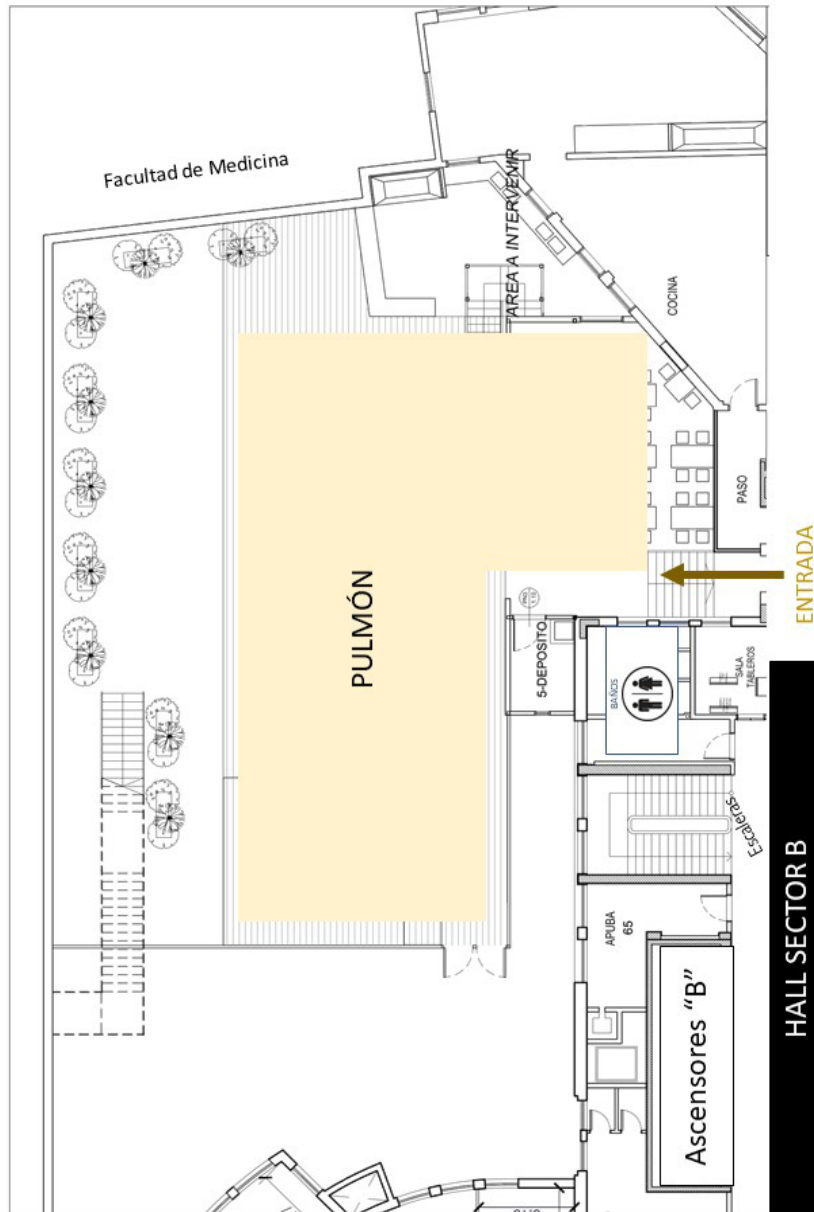 Facultad de Medicina
AREA A INTERVENIR
COCINA
PASO
ENTRADA
PULMÓN
5-DEPOSITO
BAÑOS
SALA
TABLEROS
Escaleras
HALL SECTOR B
APUBA
65
Ascensores “B”